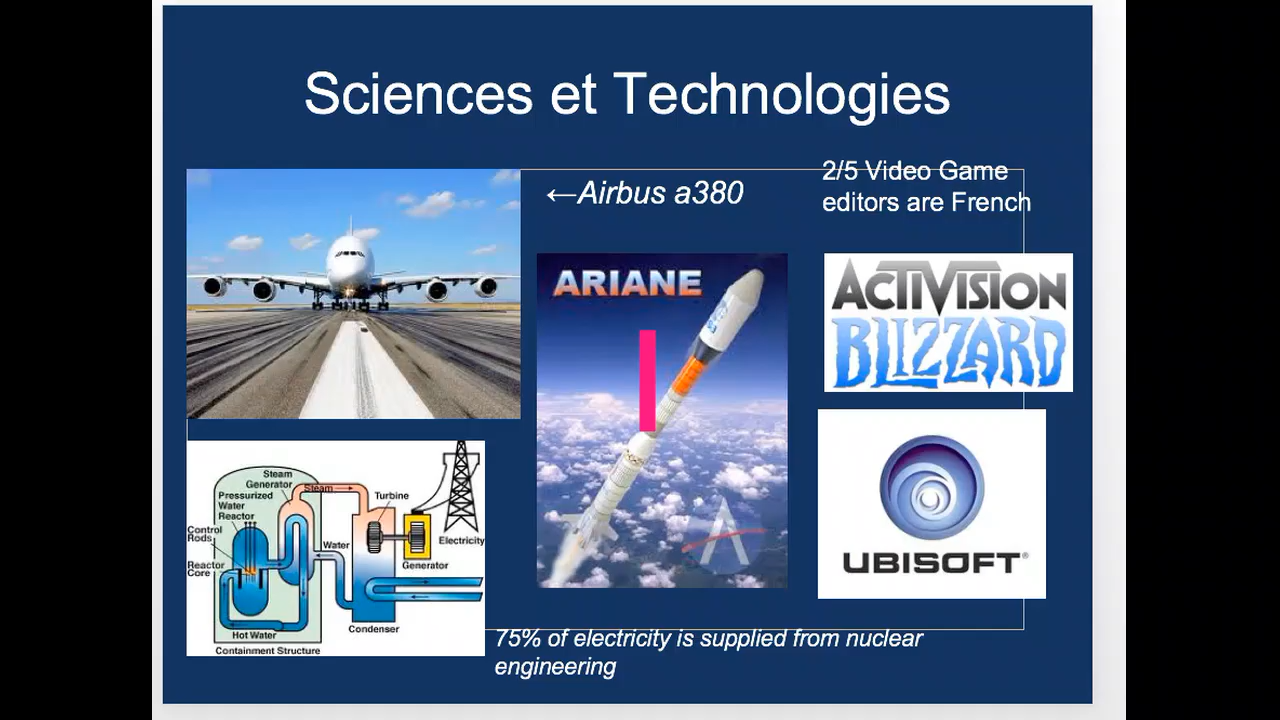 Sciences et Technologies
←Airbus a380
2/5 Video Game
editors are French
ARIANE
ACTIVISION
BLIZZARD
UBISOFT®
Steam
Generator
Steam
Pressurized
Water
Reactor
Turbine
Control
Rods
Water
Electricity
Reactor
Core
Generator
Hot Water
Condenser
Containment Structure
75% of electricity is supplied from nuclear
engineering